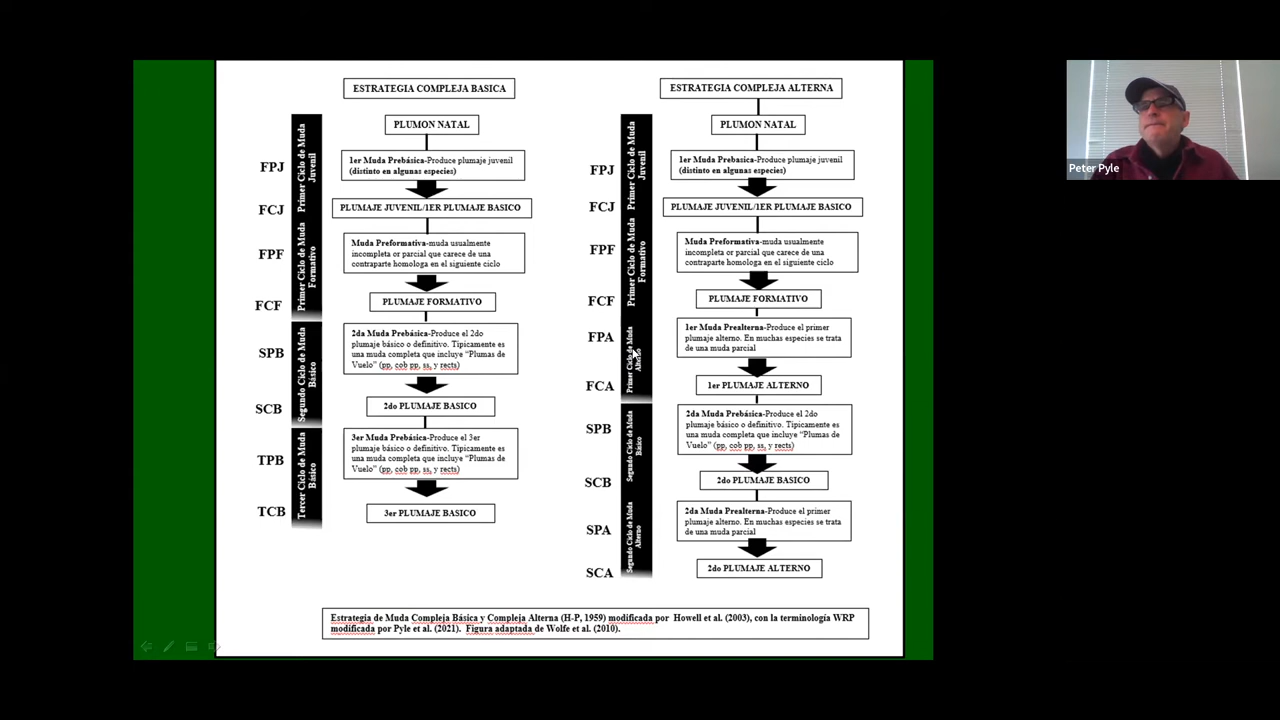 ESTRATEGIA COMPLEJA BASICA
PLUMON NATAL
FPJ
Primer Ciclo de Muda
Juvenil
1er Muda Prebásica-Produce plumaje juvenil
(distinto en algunas especies)
FCJ
PLUMAJE JUVENIL/1ER PLUMAJE BASICO
FPF
Primer Ciclo de Muda
Formativo
Muda Preformativa-muda usualmente
incompleta or parcial que carece de una
contraparte homologa en el siguiente ciclo
FCF
PLUMAJE FORMATIVO
SPB
Segundo Ciclo de Muda
Básico
2da Muda Prebásica-Produce el 2do
plumaje básico or definitivo. Típicamente es
una muda completa que incluye “Plumas de
Vuelo” (pp, cob pp, ss, y rects)
SCB
2do PLUMAJE BASICO
TPB
Tercer Ciclo de Muda
Básico
3er Muda Prebásica-Produce el 3er
plumaje básico or definitivo. Típicamente es
una muda completa que incluye “Plumas de
Vuelo” (pp, cob pp, ss, y rects)
TCB
3er PLUMAJE BASICO
ESTRATEGIA COMPLEJA ALTERNA
PLUMON NATAL
FPJ
Primer Ciclo de Muda
Juvenil
1er Muda Prebasica-Produce plumaje juvenil
(distinto en algunas especies)
FCJ
PLUMAJE JUVENIL/1ER PLUMAJE BASICO
FPF
Primer Ciclo de Muda
Formativo
Muda Preformativa-muda usualmente
incompleta or parcial que carece de una
contraparte homologa en el siguiente ciclo
FCF
PLUMAJE FORMATIVO
FPA
Primer Ciclo de Muda
Alterno
1er Muda Prealterna-Produce el primer
plumaje alterno. En muchas especies se trata
de una muda parcial
FCA
1er PLUMAJE ALTERNO
SPB
Segundo Ciclo de Muda
Básico
2da Muda Prebásica-Produce el 2do
plumaje básico or definitivo. Típicamente es
una muda completa que incluye “Plumas de
Vuelo” (pp, cob pp, ss, y rects)
SCB
2do PLUMAJE BASICO
SPA
Segundo Ciclo de Muda
Alterno
2da Muda Prealterna-Produce el primer
plumaje alterno. En muchas especies se trata
de una muda parcial
SCA
2do PLUMAJE ALTERNO
Estrategia de Muda Compleja Básica y Compleja Alterna (H-P, 1959) modificada por Howell et al. (2003), con la terminología WRP
modificada por Pyle et al. (2021). Figura adaptada de Wolfe et al. (2010).
Peter Pyle